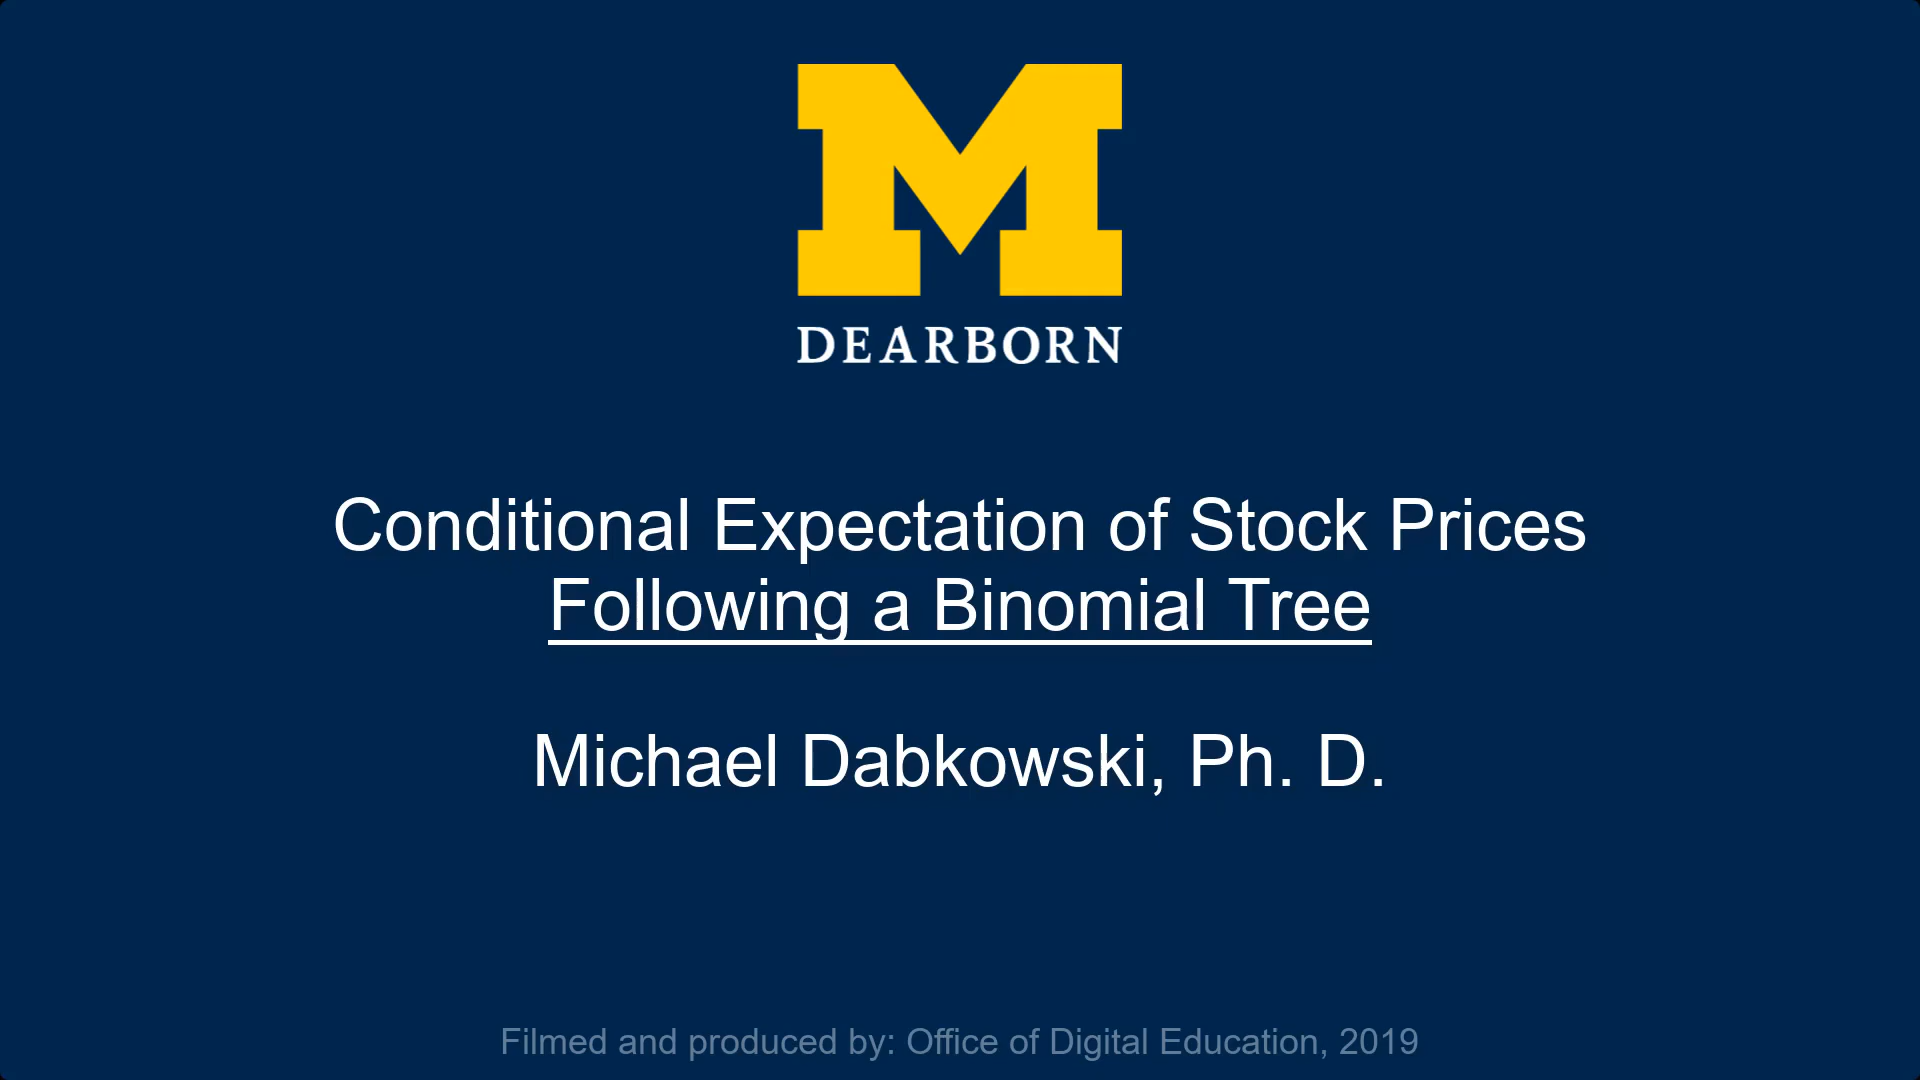 M
DEARBORN
Conditional Expectation of Stock Prices
Following a Binomial Tree
Michael Dabkowski, Ph. D.
Filmed and produced by: Office of Digital Education, 2019